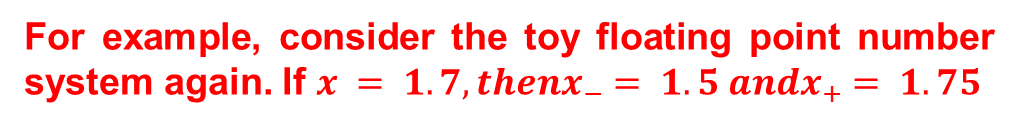 For example, consider the toy floating point number
system again. If 𝒙 = 𝟏.𝟕, 𝒕𝒉𝒆𝒏𝒙₋ = 𝟏.𝟓 𝒂𝒏𝒅𝒙₊ = 𝟏.𝟕𝟓